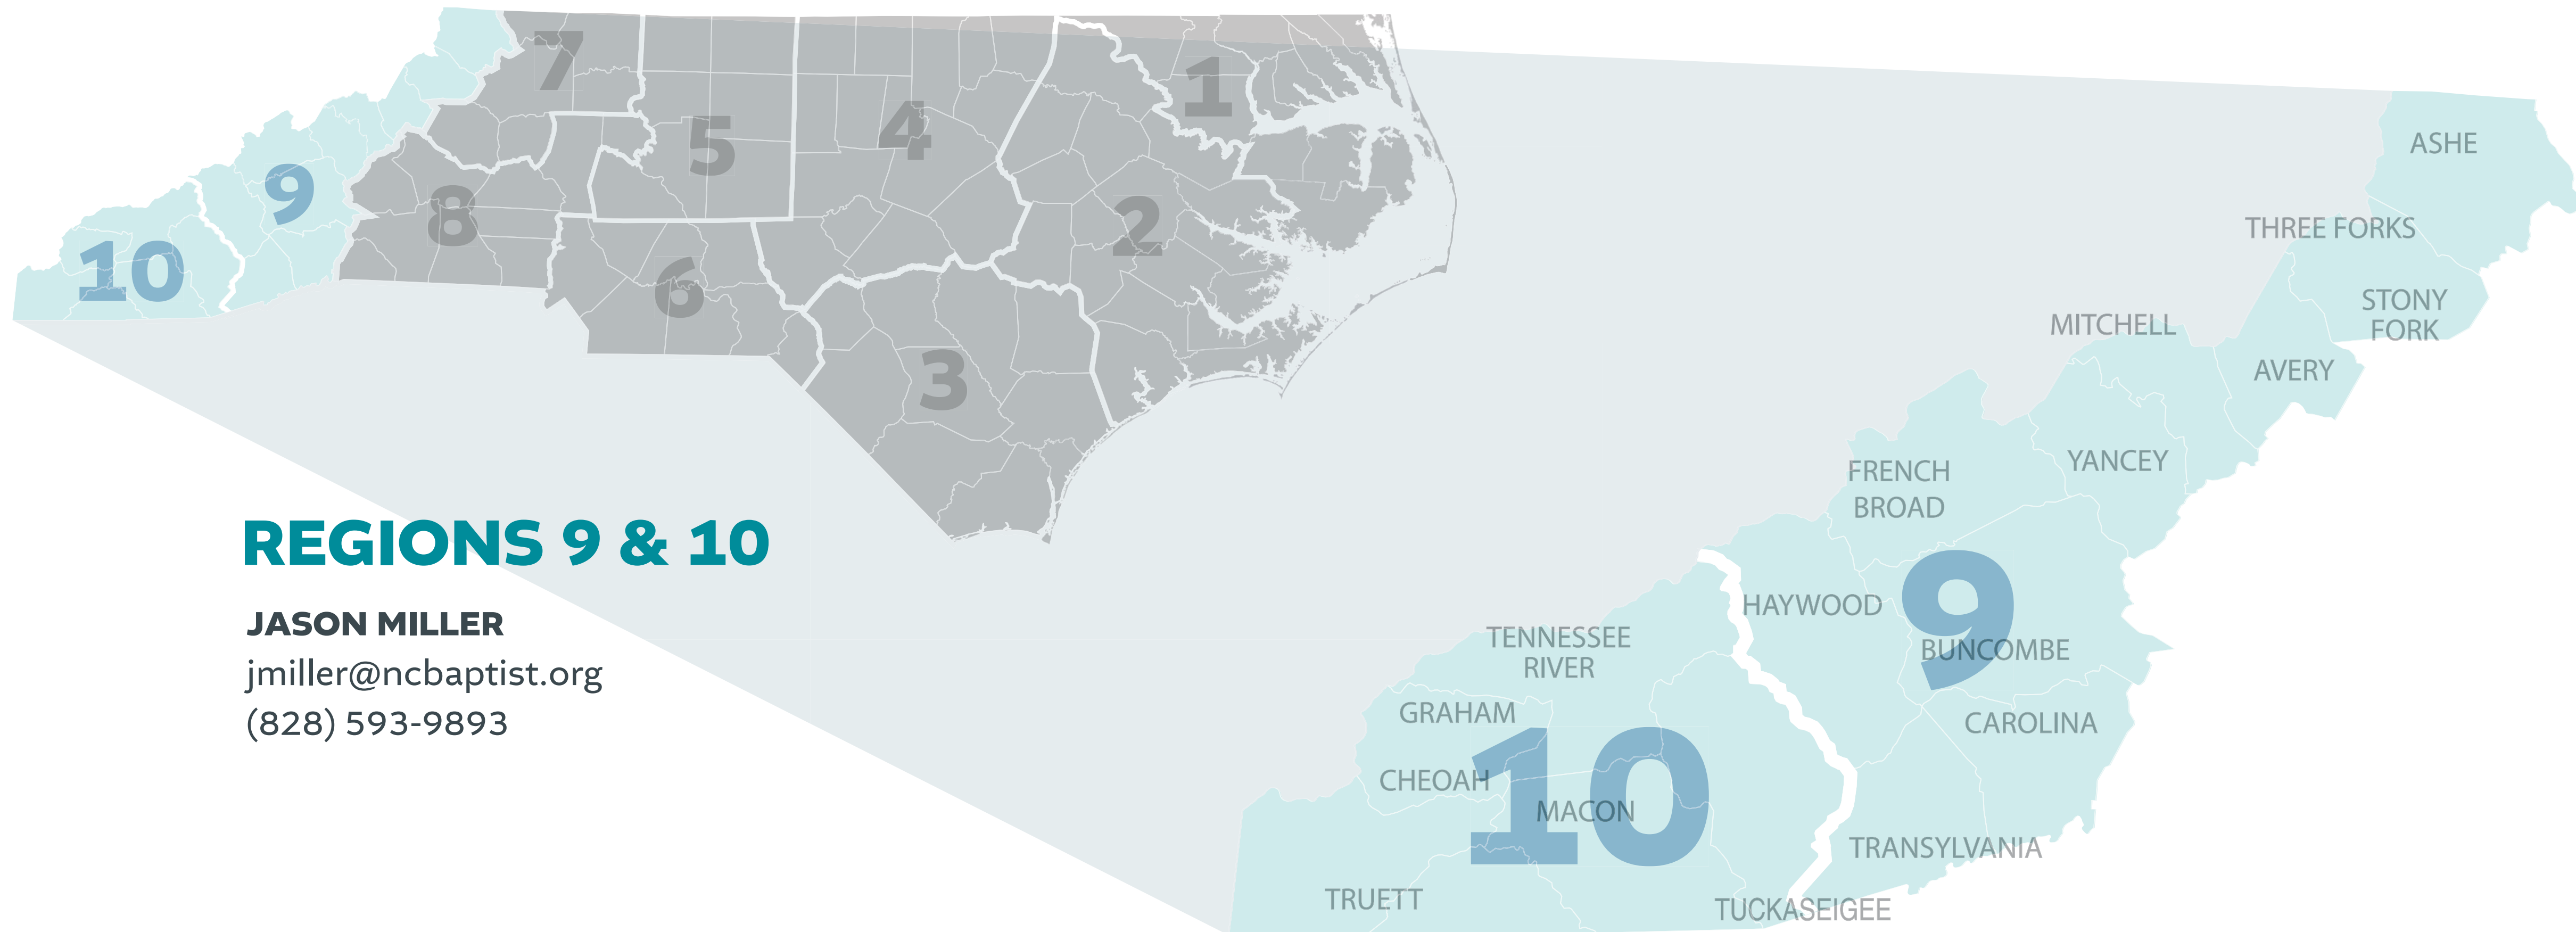 7
1
5
4
9
8
2
10
6
3
REGIONS 9 & 10
JASON MILLER
jmiller@ncbaptist.org
(828) 593-9893
ASHE
THREE FORKS
STONY
FORK
MITCHELL
AVERY
YANCEY
FRENCH
BROAD
9
HAYWOOD
BUNCOMBE
TENNESSEE
RIVER
GRAHAM
CAROLINA
10
CHEOAH
MACON
TRANSYLVANIA
TRUETT
TUCKASEIGEE